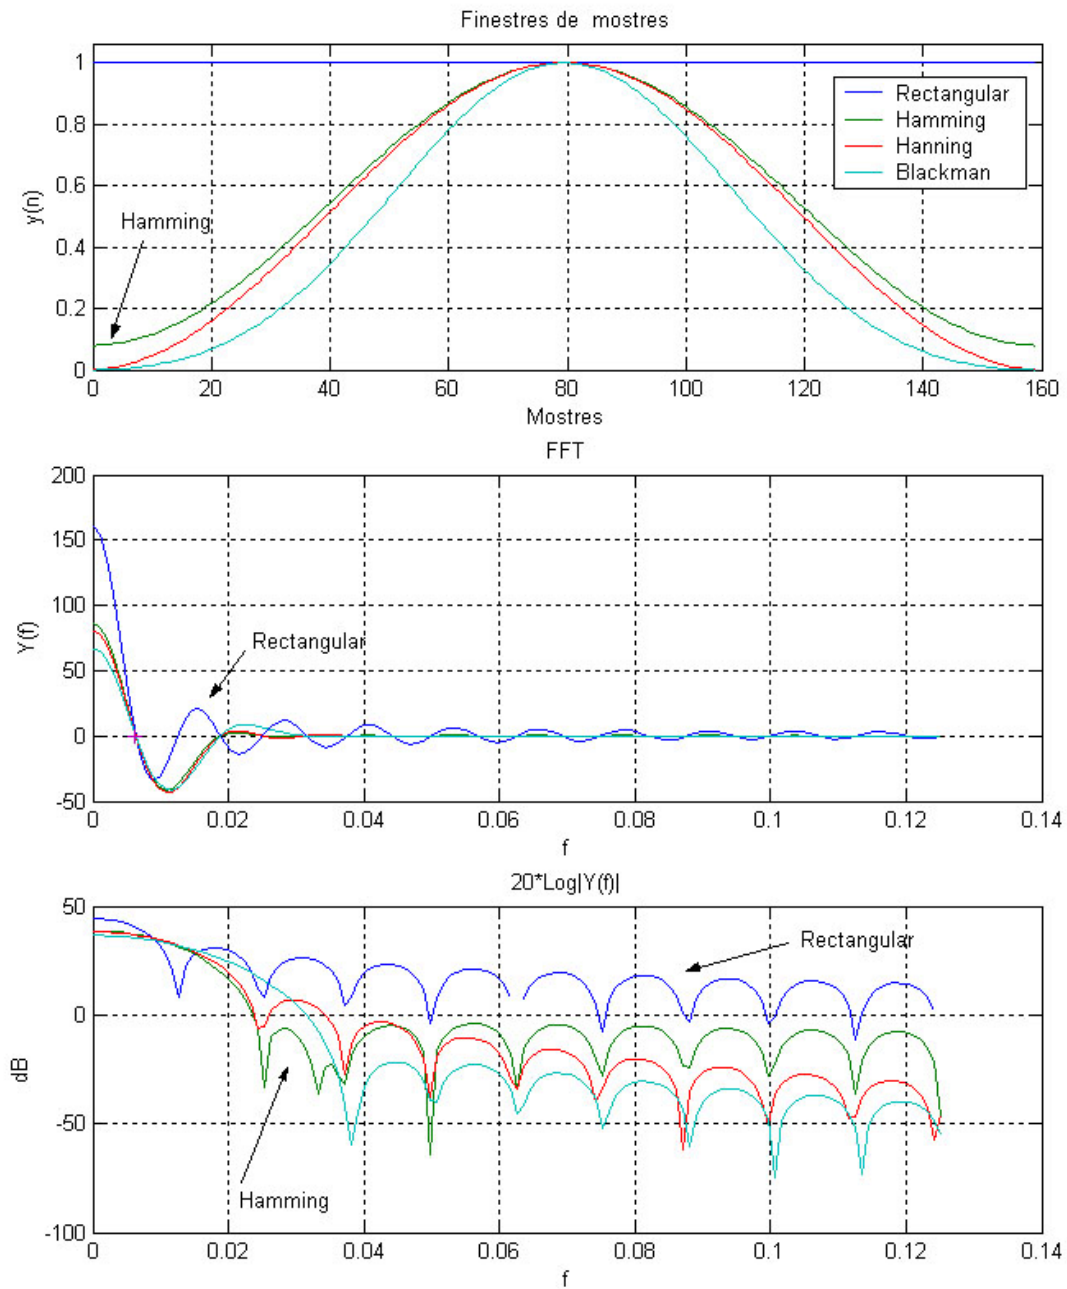 Finestres de mostres
1
0.8
0.6
0.4
0.2
0
y(n)
Hamming
Rectangular
Hamming
Hanning
Blackman
0 20 40 60 80 100 120 140 160
Mostres
FFT
200
150
100
50
0
-50
Y(f)
Rectangular
0 0.02 0.04 0.06 0.08 0.1 0.12 0.14
f
20*Log|Y(f)|
50
0
-50
-100
dB
Rectangular
Hamming
0 0.02 0.04 0.06 0.08 0.1 0.12 0.14
f